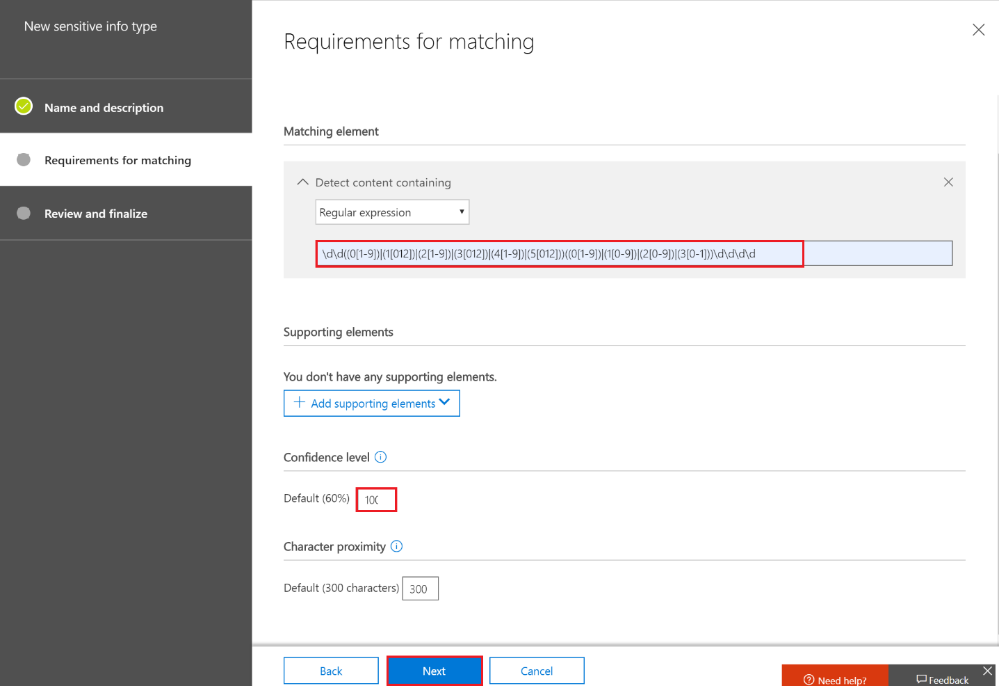 New sensitive info type
Name and description
Requirements for matching
Review and finalize
Requirements for matching
Matching element
Detect content containing
Regular expression
\d\d((0[1-9])|(1[012])|(2[1-9])|(3[012])|(4[1-9])|(5[012]))((0[1-9])|(1[0-9])|(2[0-9])|(3[0-1]))\d\d\d\d
Supporting elements
You don't have any supporting elements.
Add supporting elements
Confidence level
Default (60%) 100
Character proximity
Default (300 characters) 300
Back Next Cancel
Need help? Feedback